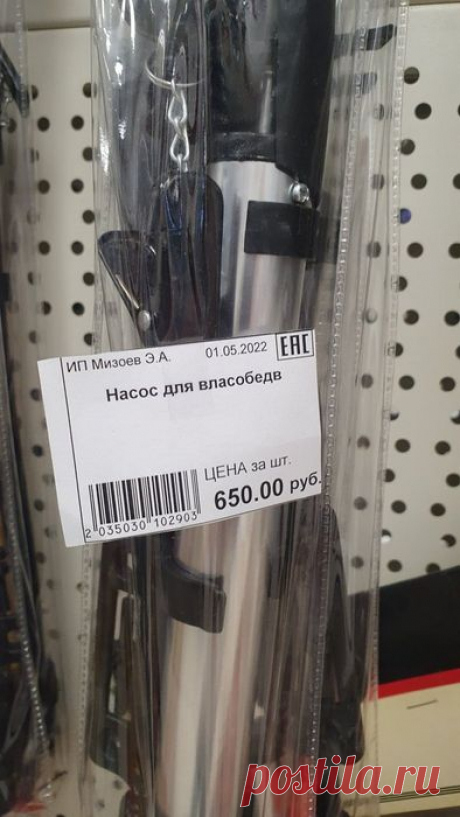 ИП Мизоев Э.А. 01.05.2022 EAC
Насос для власобедв
ЦЕНА за шт.
650.00 руб.
2 035030 102903
postila.ru